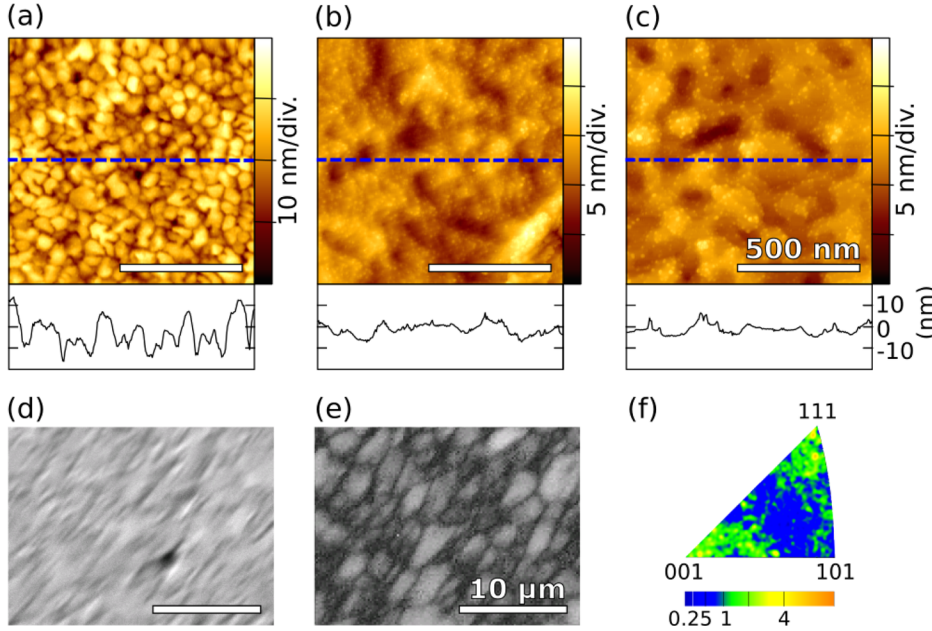 (a)
(b)
(c)
10 nm/div.
5 nm/div.
5 nm/div.
500 nm
10
0
-10
(nm)
(d)
(e)
(f)
10 µm
111
001
101
0.25
1
4